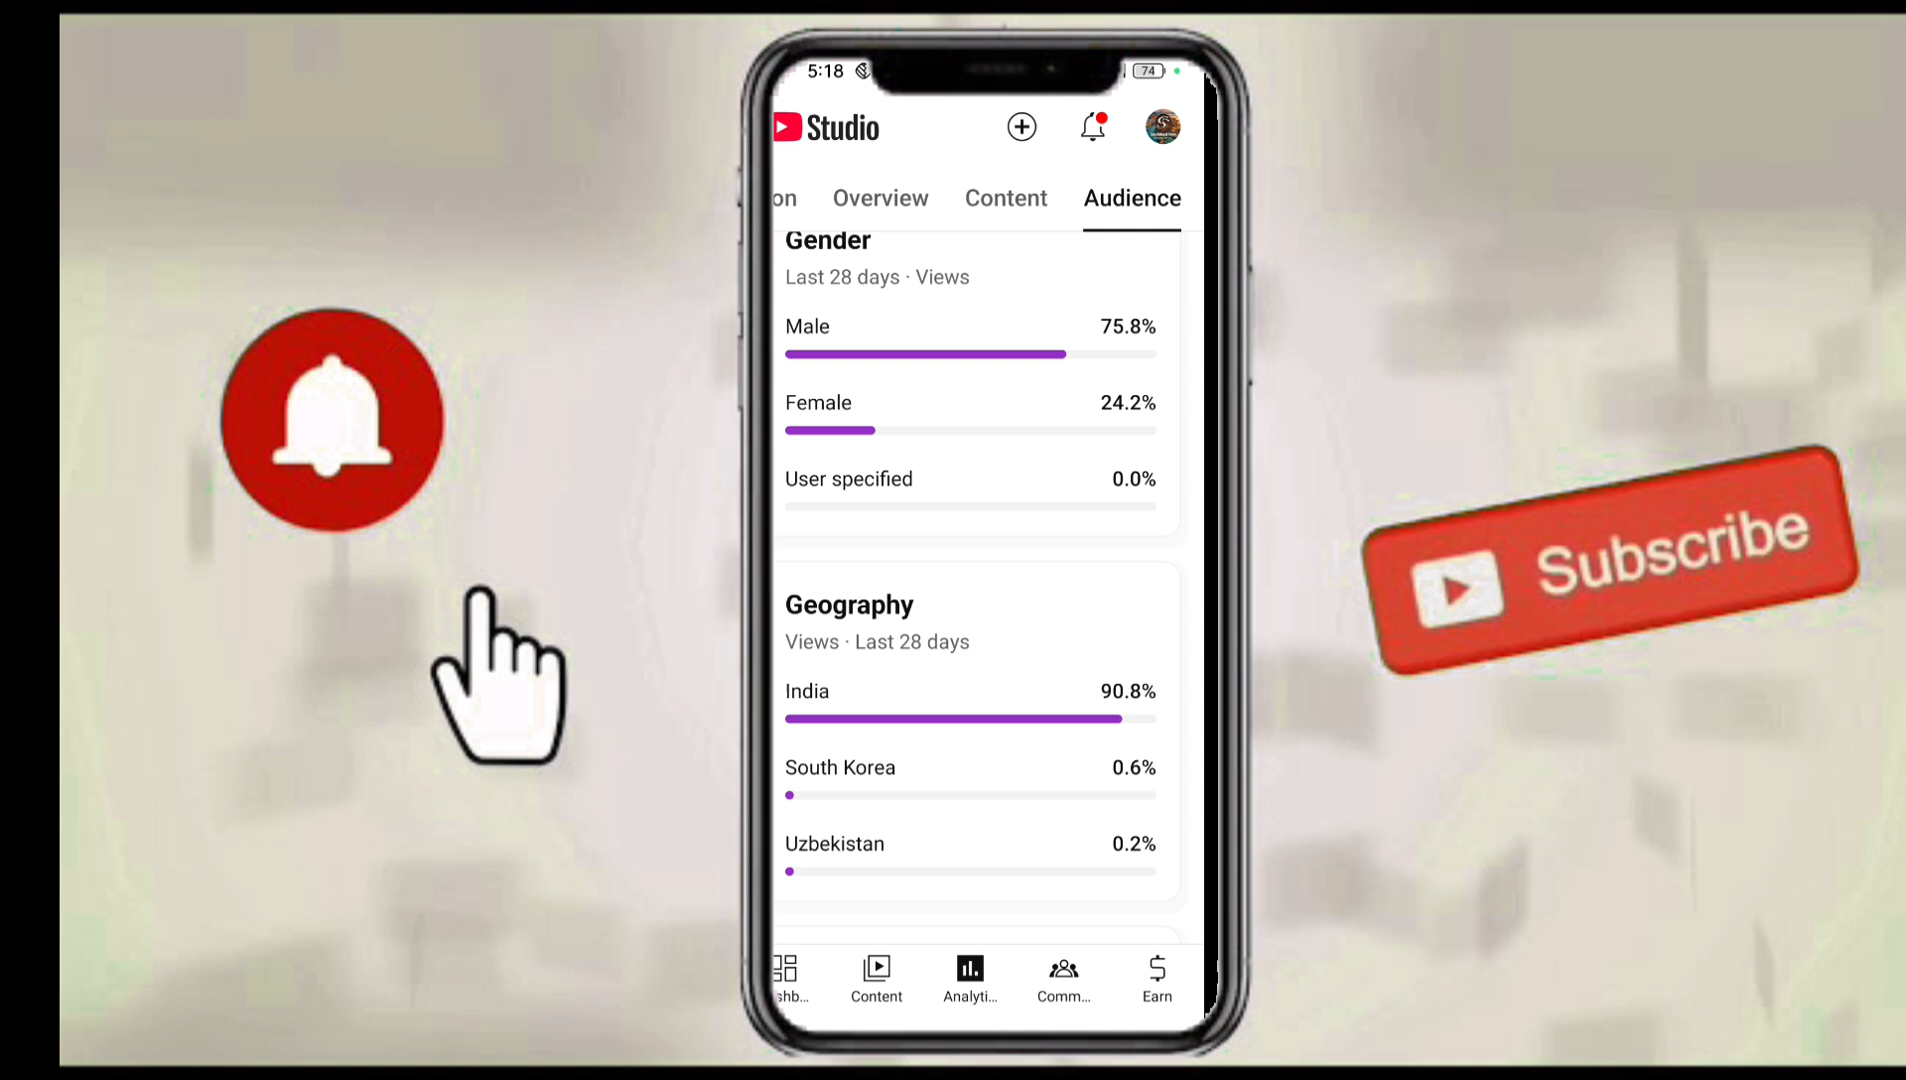 5:18
74
Studio
on Overview Content Audience
Gender
Last 28 days · Views
Male 75.8%
Female 24.2%
User specified 0.0%
Geography
Views · Last 28 days
India 90.8%
South Korea 0.6%
Uzbekistan 0.2%
shb... Content Analyti... Comm... Earn
Subscribe